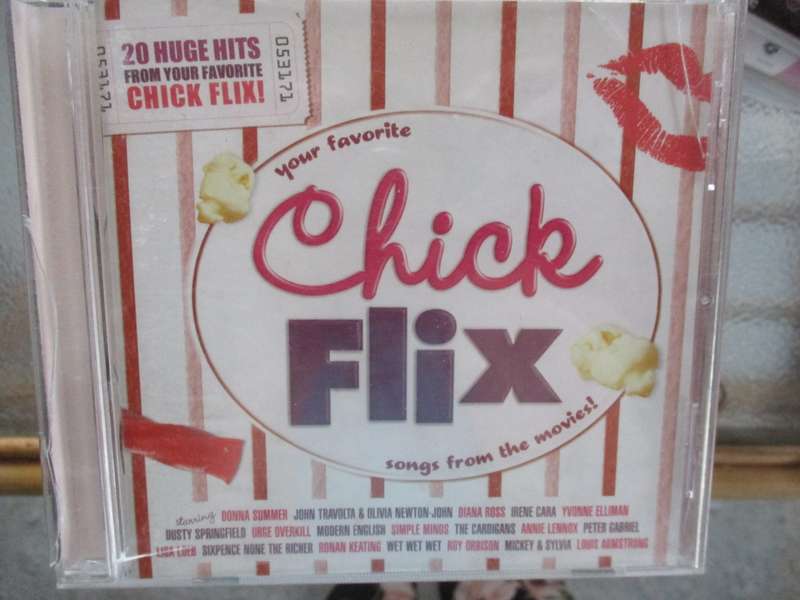 20 HUGE HITS
FROM YOUR FAVORITE
CHICK FLIX!
053171
053171
your favorite
Chick
Flix
songs from the movies!
starring DONNA SUMMER JOHN TRAVOLTA & OLIVIA NEWTON JOHN DIANA ROSS IRENE CARA YVONNE ELLIMAN
DUSTY SPRINGFIELD URGE OVERKILL MODERN ENGLISH SIMPLE MINDS THE CARDIGANS ANNIE LENNOX PETER GABRIEL
LISA LOEB SIXPENCE NONE THE RICHER RONAN KEATING WET WET WET ROY ORBISON MICKEY & SYLVIA LOUIS ARMSTRONG